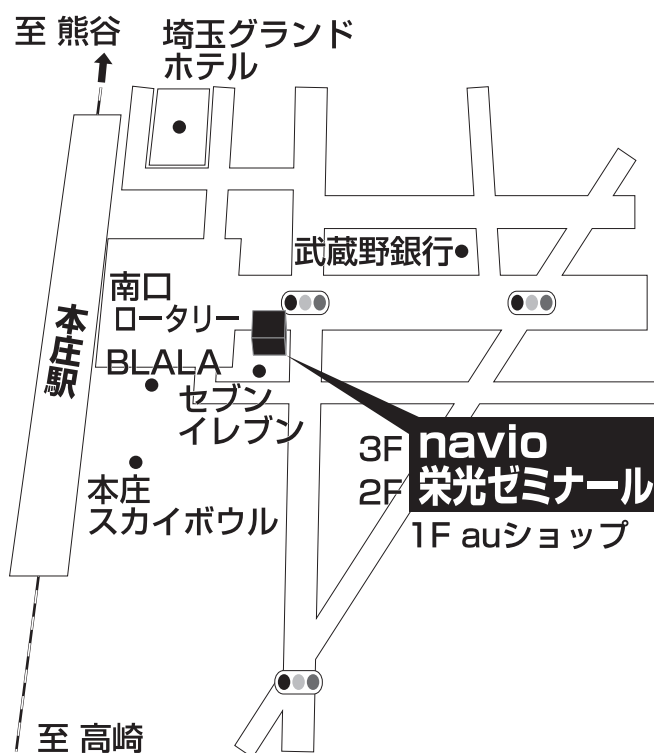 至 熊谷
埼玉グランド
ホテル
武蔵野銀行
南口
ロータリー
本庄駅
BLALA
セブン
イレブン
3F navio
2F 栄光ゼミナール
1F auショップ
本庄
スカイボウル
至 高崎